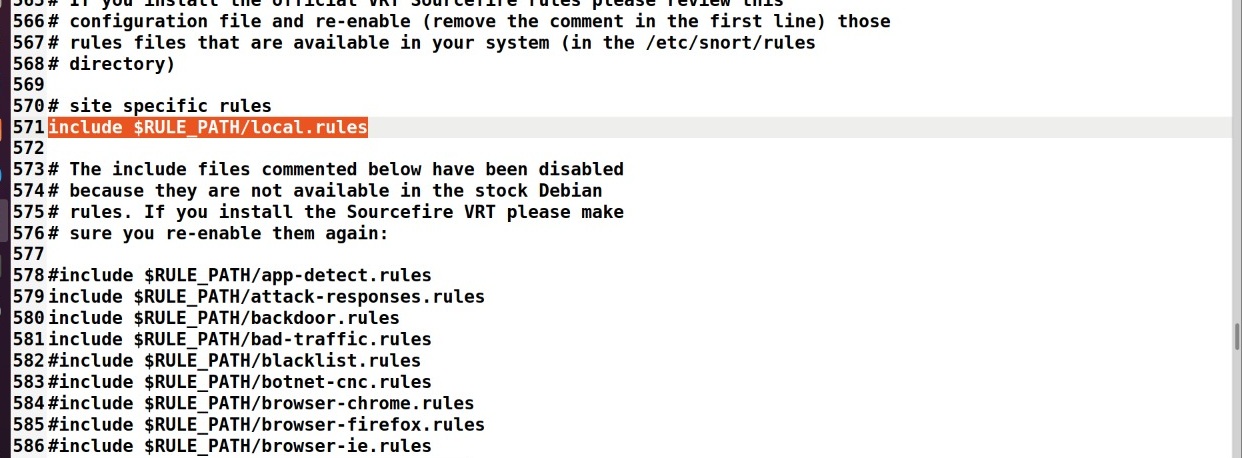 565# If you install the official VRT Sourcefire rules please review this
566# configuration file and re-enable (remove the comment in the first line) those
567# rules files that are available in your system (in the /etc/snort/rules
568# directory)
569
570# site specific rules
571include $RULE_PATH/local.rules
572
573# The include files commented below have been disabled
574# because they are not available in the stock Debian
575# rules. If you install the Sourcefire VRT please make
576# sure you re-enable them again:
577
578#include $RULE_PATH/app-detect.rules
579include $RULE_PATH/attack-responses.rules
580include $RULE_PATH/backdoor.rules
581include $RULE_PATH/bad-traffic.rules
582#include $RULE_PATH/blacklist.rules
583#include $RULE_PATH/botnet-cnc.rules
584#include $RULE_PATH/browser-chrome.rules
585#include $RULE_PATH/browser-firefox.rules
586#include $RULE_PATH/browser-ie.rules